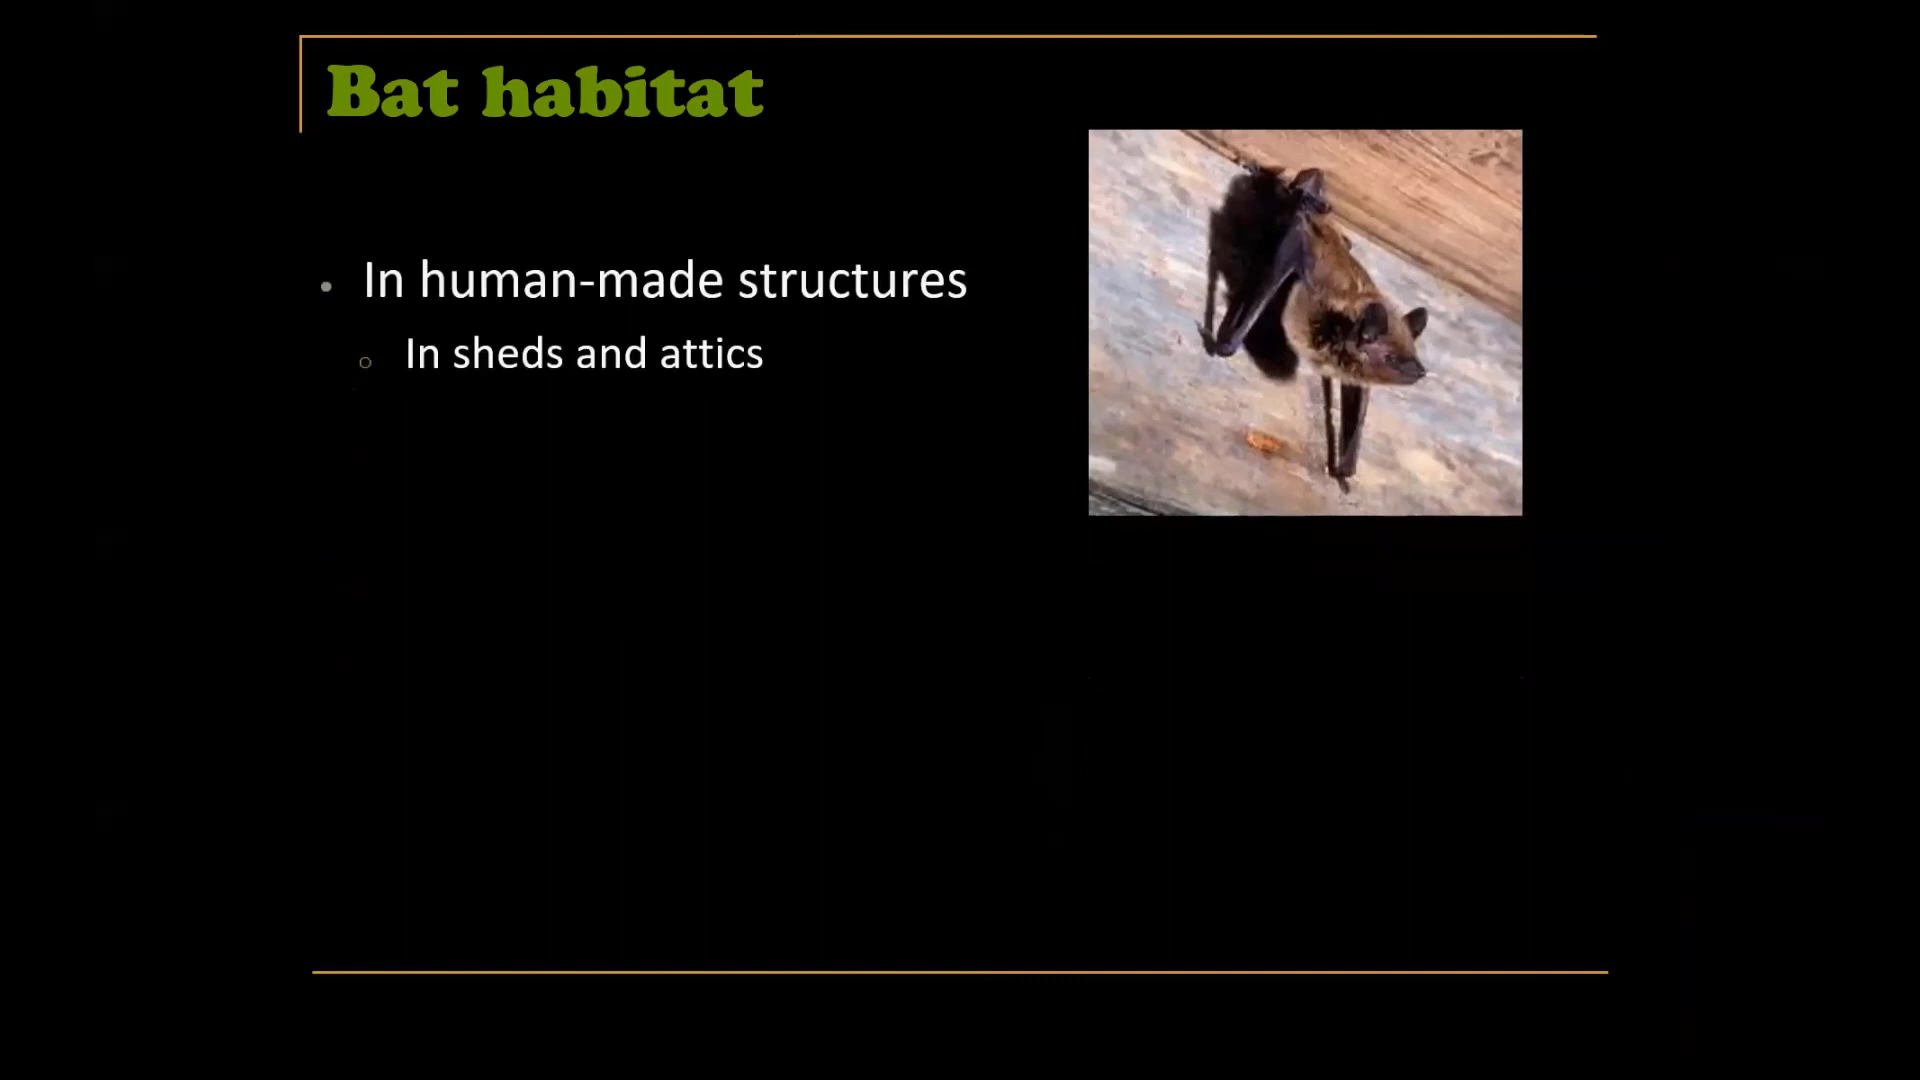 Bat habitat
In human-made structures
In sheds and attics